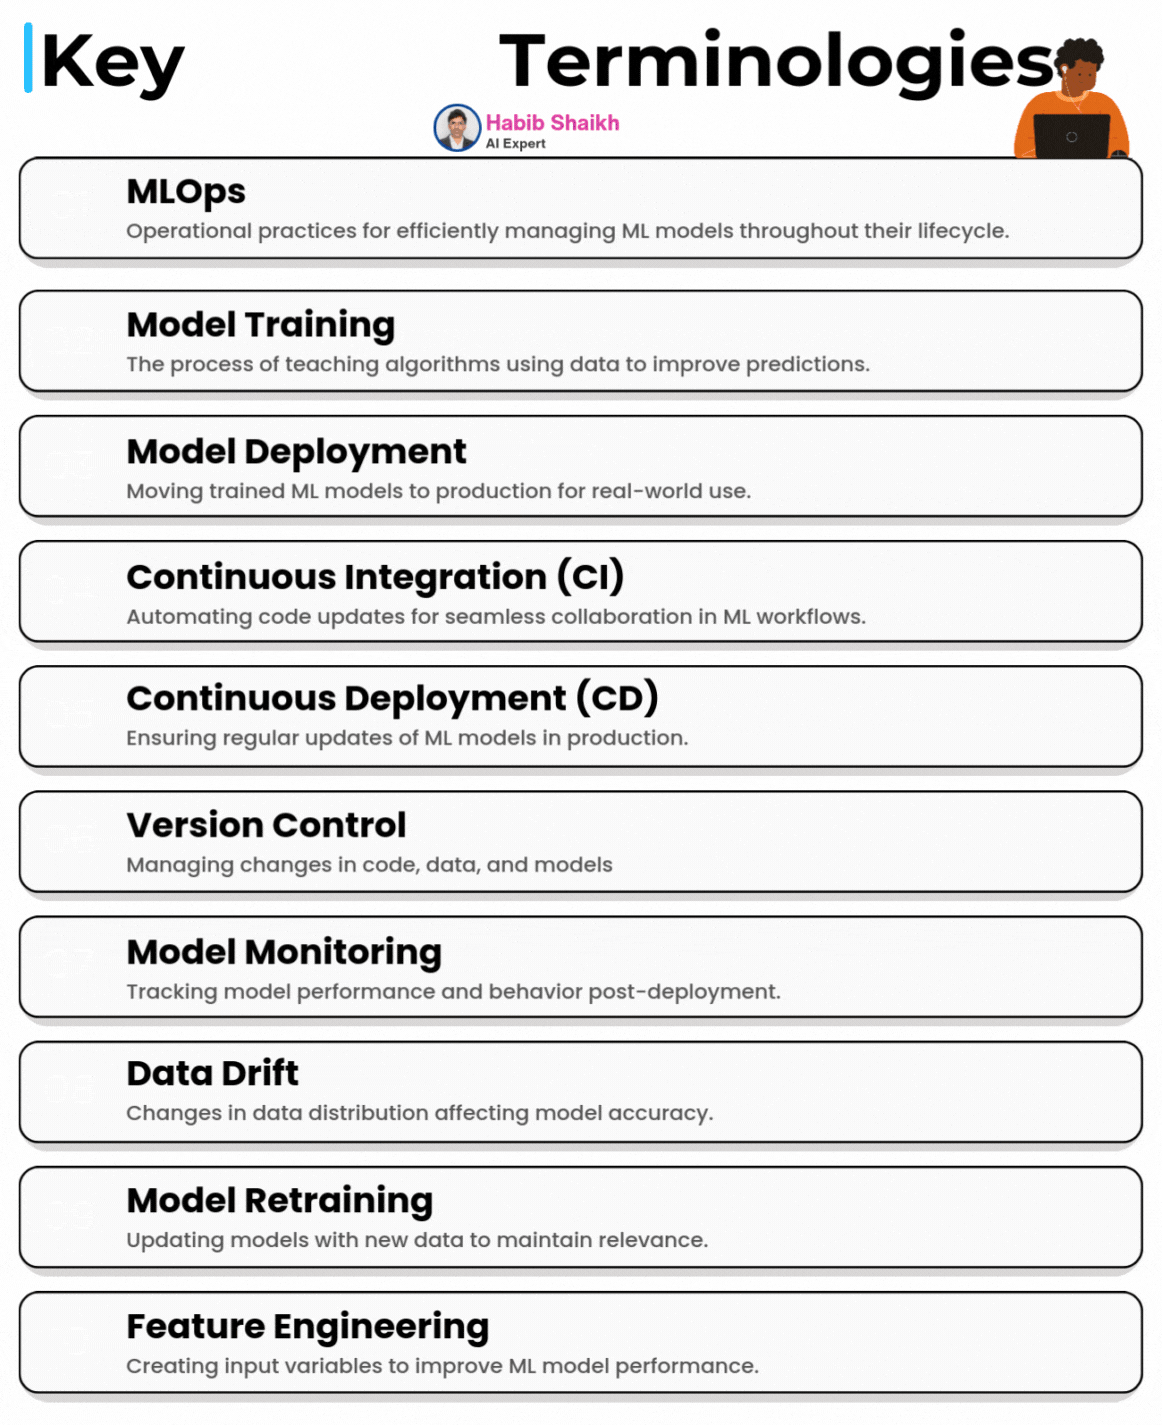 Key Terminologies
Habib Shaikh
AI Expert
MLOps
Operational practices for efficiently managing ML models throughout their lifecycle.
Model Training
The process of teaching algorithms using data to improve predictions.
Model Deployment
Moving trained ML models to production for real-world use.
Continuous Integration (CI)
Automating code updates for seamless collaboration in ML workflows.
Continuous Deployment (CD)
Ensuring regular updates of ML models in production.
Version Control
Managing changes in code, data, and models
Model Monitoring
Tracking model performance and behavior post-deployment.
Data Drift
Changes in data distribution affecting model accuracy.
Model Retraining
Updating models with new data to maintain relevance.
Feature Engineering
Creating input variables to improve ML model performance.